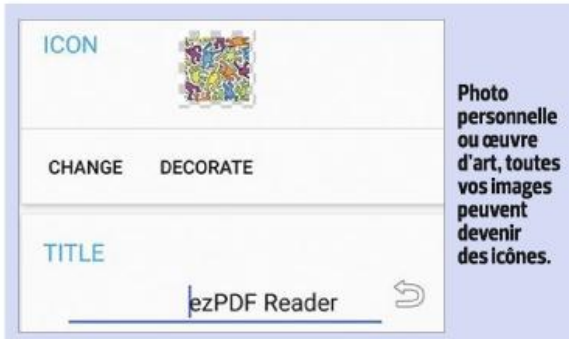 ICON
CHANGE DECORATE
TITLE
ezPDF Reader
Photo
personnelle
ou œuvre
d'art, toutes
vos images
peuvent
devenir
des icônes.